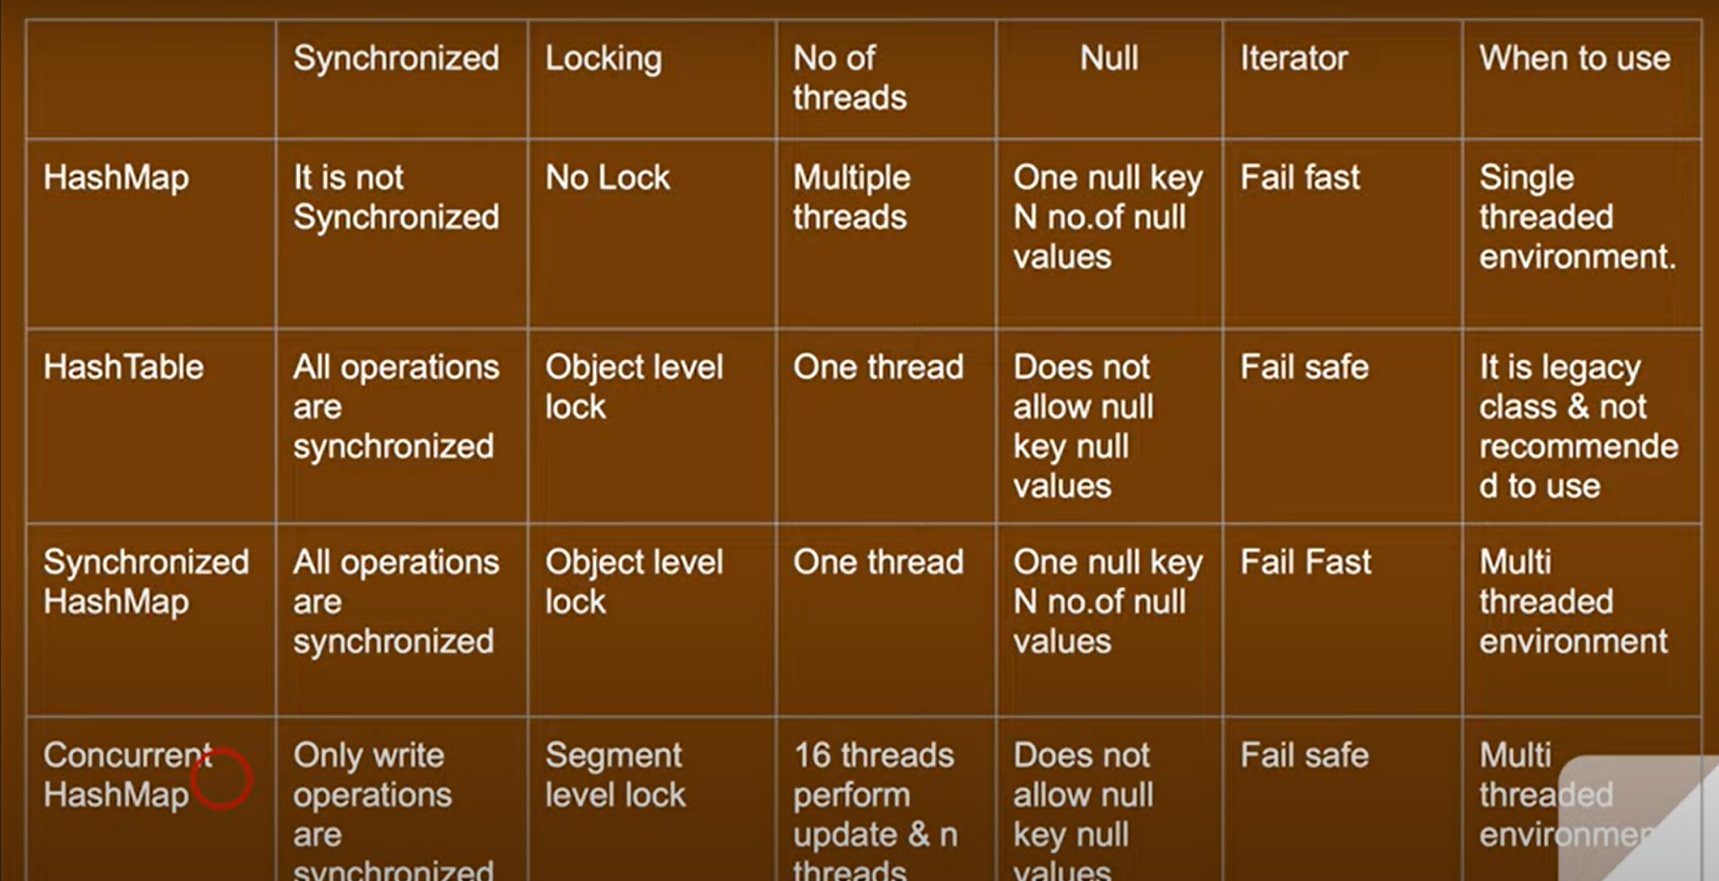 Synchronized
Locking
No of
threads
Null
Iterator
When to use
HashMap
It is not
Synchronized
No Lock
Multiple
threads
One null key
N no.of null
values
Fail fast
Single
threaded
environment.
HashTable
All operations
are
synchronized
Object level
lock
One thread
Does not
allow null
key null
values
Fail safe
It is legacy
class & not
recommende
d to use
Synchronized
HashMap
All operations
are
synchronized
Object level
lock
One thread
One null key
N no.of null
values
Fail Fast
Multi
threaded
environment
Concurrent
HashMap
Only write
operations
are
synchronized
Segment
level lock
16 threads
perform
update & n
threads
Does not
allow null
key null
values
Fail safe
Multi
threaded